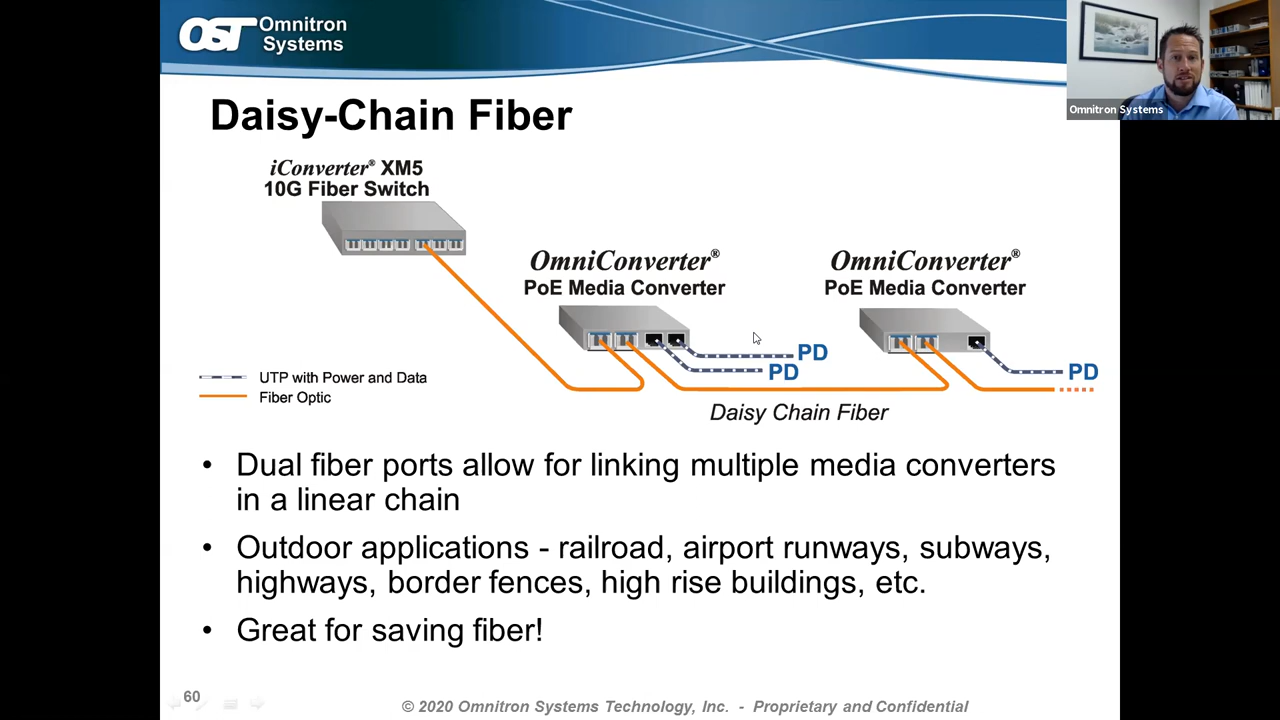 OST Omnitron
Systems
Omnitron Systems
Daisy-Chain Fiber
iConverter® XM5
10G Fiber Switch
OmniConverter®
PoE Media Converter
OmniConverter®
PoE Media Converter
PD
PD
PD
UTP with Power and Data
Fiber Optic
Daisy Chain Fiber
• Dual fiber ports allow for linking multiple media converters
in a linear chain
• Outdoor applications - railroad, airport runways, subways,
highways, border fences, high rise buildings, etc.
• Great for saving fiber!
60
© 2020 Omnitron Systems Technology, Inc. - Proprietary and Confidential